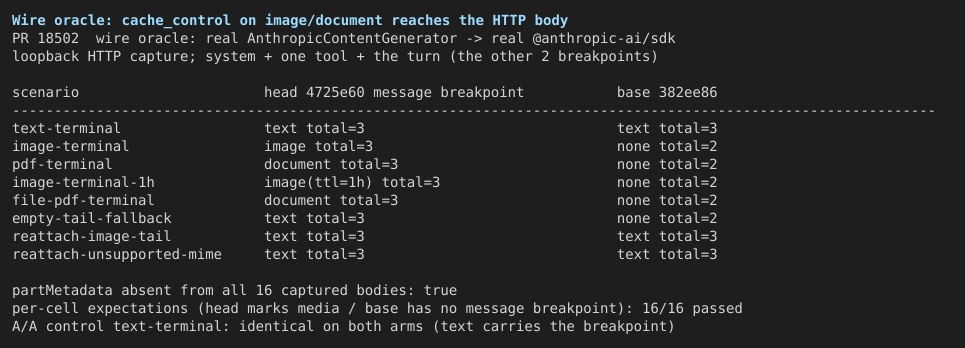 Wire oracle: cache_control on image/document reaches the HTTP body
PR 18502  wire oracle: real AnthropicContentGenerator -> real @anthropic-ai/sdk
loopback HTTP capture; system + one tool + the turn (the other 2 breakpoints)
scenario head 4725e60 message breakpoint base 382ee86
--------------------------------------------------------------------------------------------------------------
text-terminal text total=3 text total=3
image-terminal image total=3 none total=2
pdf-terminal document total=3 none total=2
image-terminal-1h image(ttl=1h) total=3 none total=2
file-pdf-terminal document total=3 none total=2
empty-tail-fallback text total=3 none total=2
reattach-image-tail text total=3 text total=3
reattach-unsupported-mime text total=3 text total=3
partMetadata absent from all 16 captured bodies: true
per-cell expectations (head marks media / base has no message breakpoint): 16/16 passed
A/A control text-terminal: identical on both arms (text carries the breakpoint)